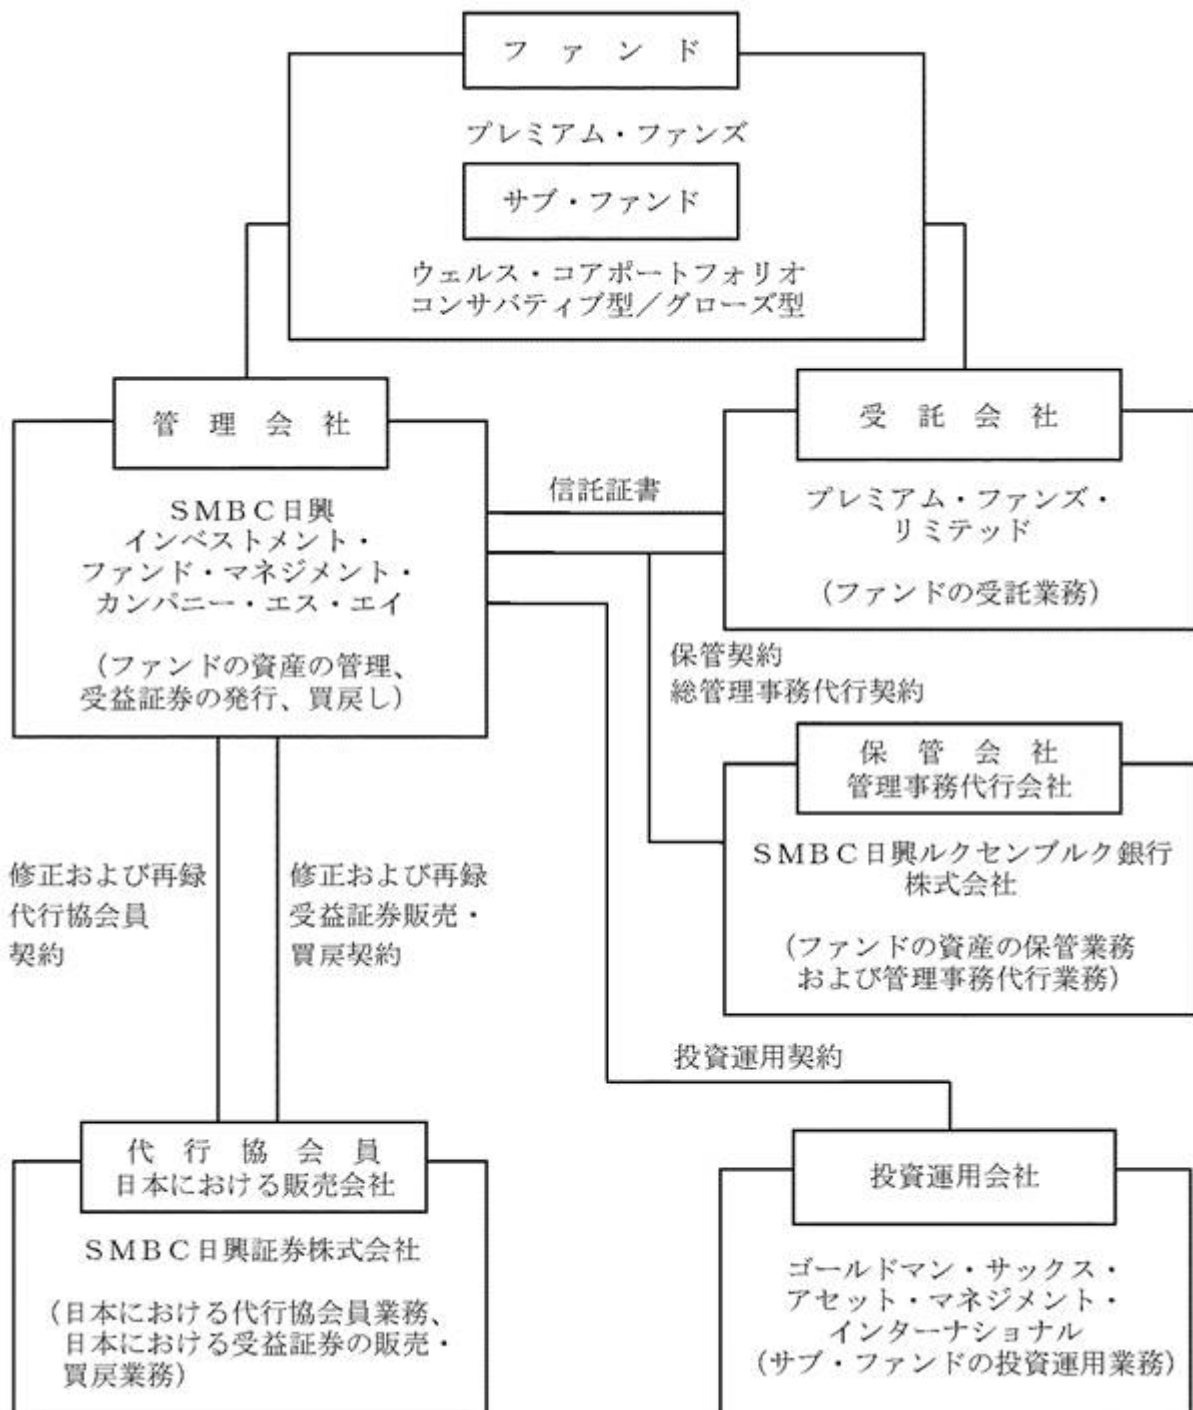 ファンド
プレミアム・ファンズ
サブ・ファンド
ウェルス・コアポートフォリオ
コンサバティブ型／グローズ型
管理会社
ＳＭＢＣ日興
インベストメント・
ファンド・マネジメント・
カンパニー・エス・エイ
（ファンドの資産の管理、
受益証券の発行、買戻し）
信託証書
受託会社
プレミアム・ファンズ・
リミテッド
（ファンドの受託業務）
保管契約
総管理事務代行契約
保管会社
管理事務代行会社
ＳＭＢＣ日興ルクセンブルク銀行
株式会社
（ファンドの資産の保管業務
および管理事務代行業務）
修正および再録
代行協会員
契約
修正および再録
受益証券販売・
買戻契約
投資運用契約
代行協会員
日本における販売会社
ＳＭＢＣ日興証券株式会社
（日本における代行協会員業務、
日本における受益証券の販売・
買戻業務）
投資運用会社
ゴールドマン・サックス・
アセット・マネジメント・
インターナショナル
（サブ・ファンドの投資運用業務）